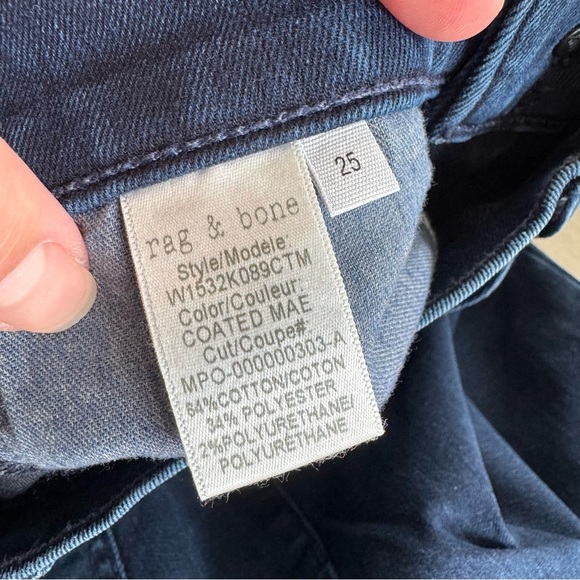 rag & bone
Style/Modele:
W1532K089CTM
Color/Couleur:
COATED MAE
Cut/Coupe#:
MPO-000000303-A
64%COTTON/COTON
34% POLYESTER
2%POLYURETHANE/
POLYURETHANE
25